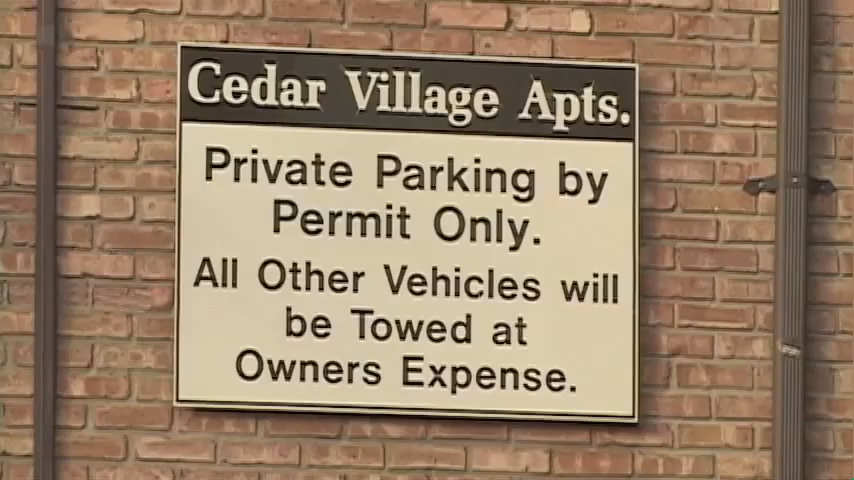 Cedar Village Apts.
Private Parking by
Permit Only.
All Other Vehicles will
be Towed at
Owners Expense.